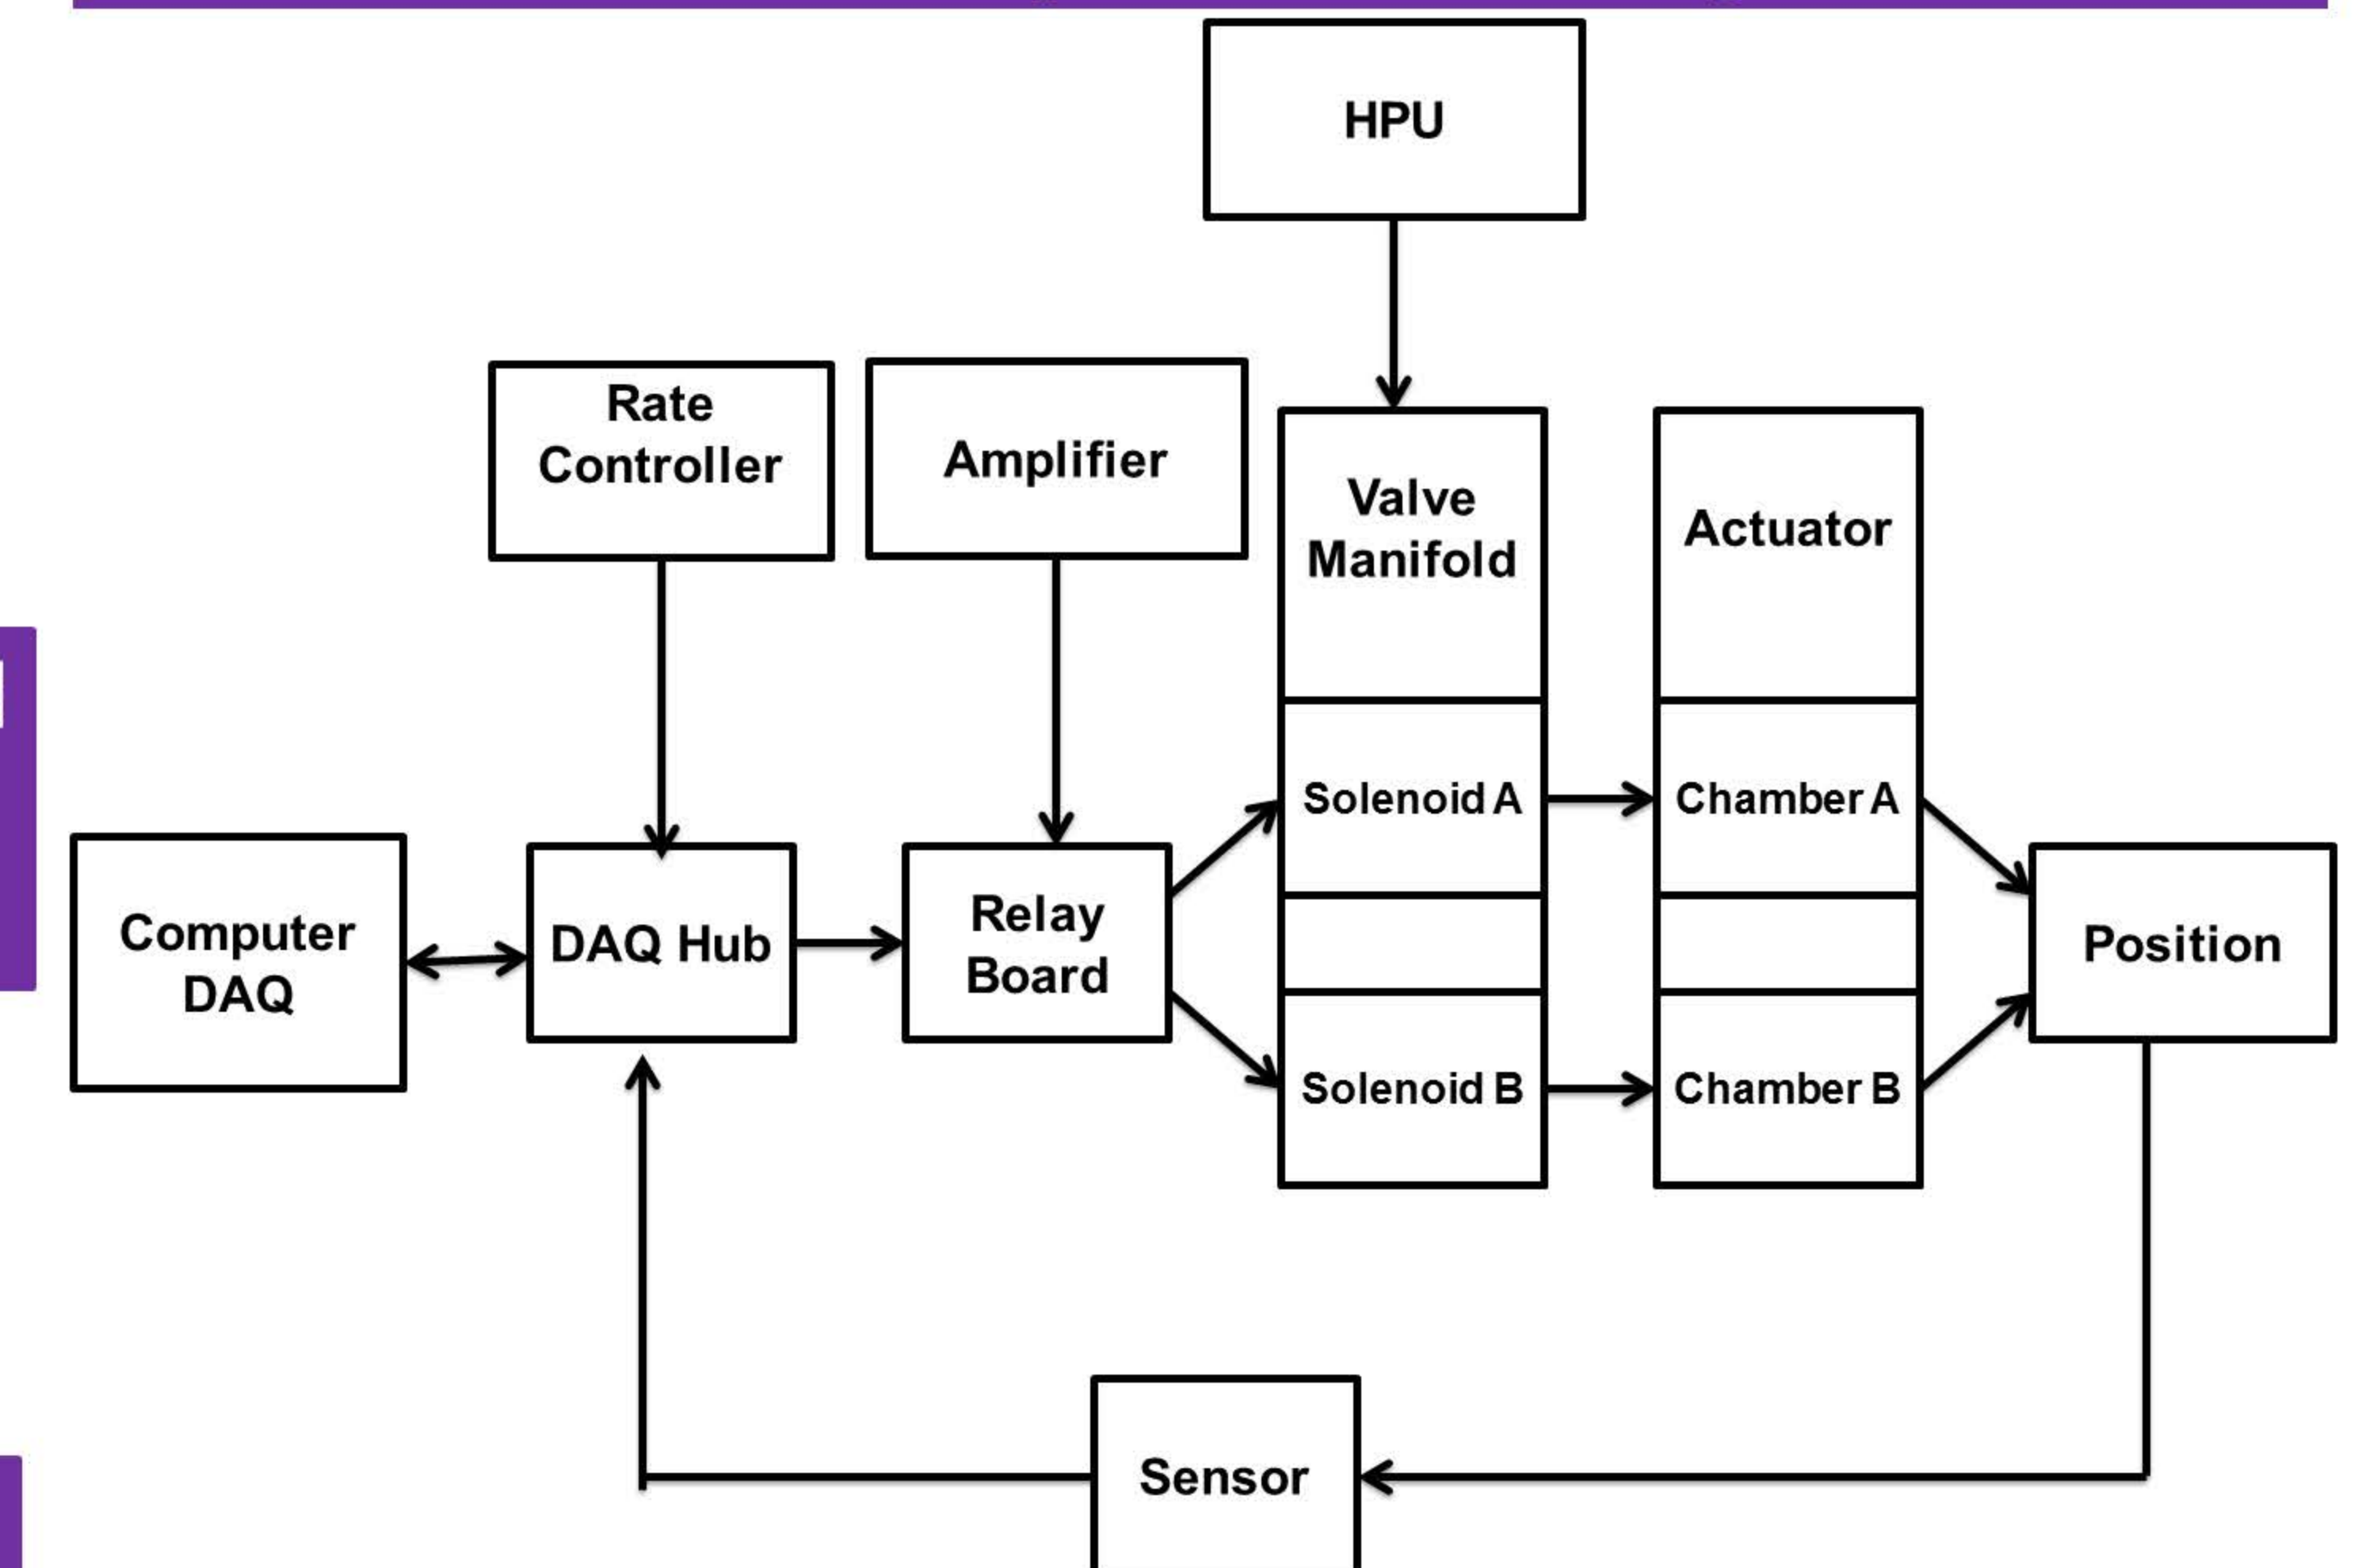 HPU
Rate
Controller
Amplifier
Valve
Manifold
Actuator
Solenoid A
Chamber A
Computer
DAQ
DAQ Hub
Relay
Board
Position
Solenoid B
Chamber B
Sensor